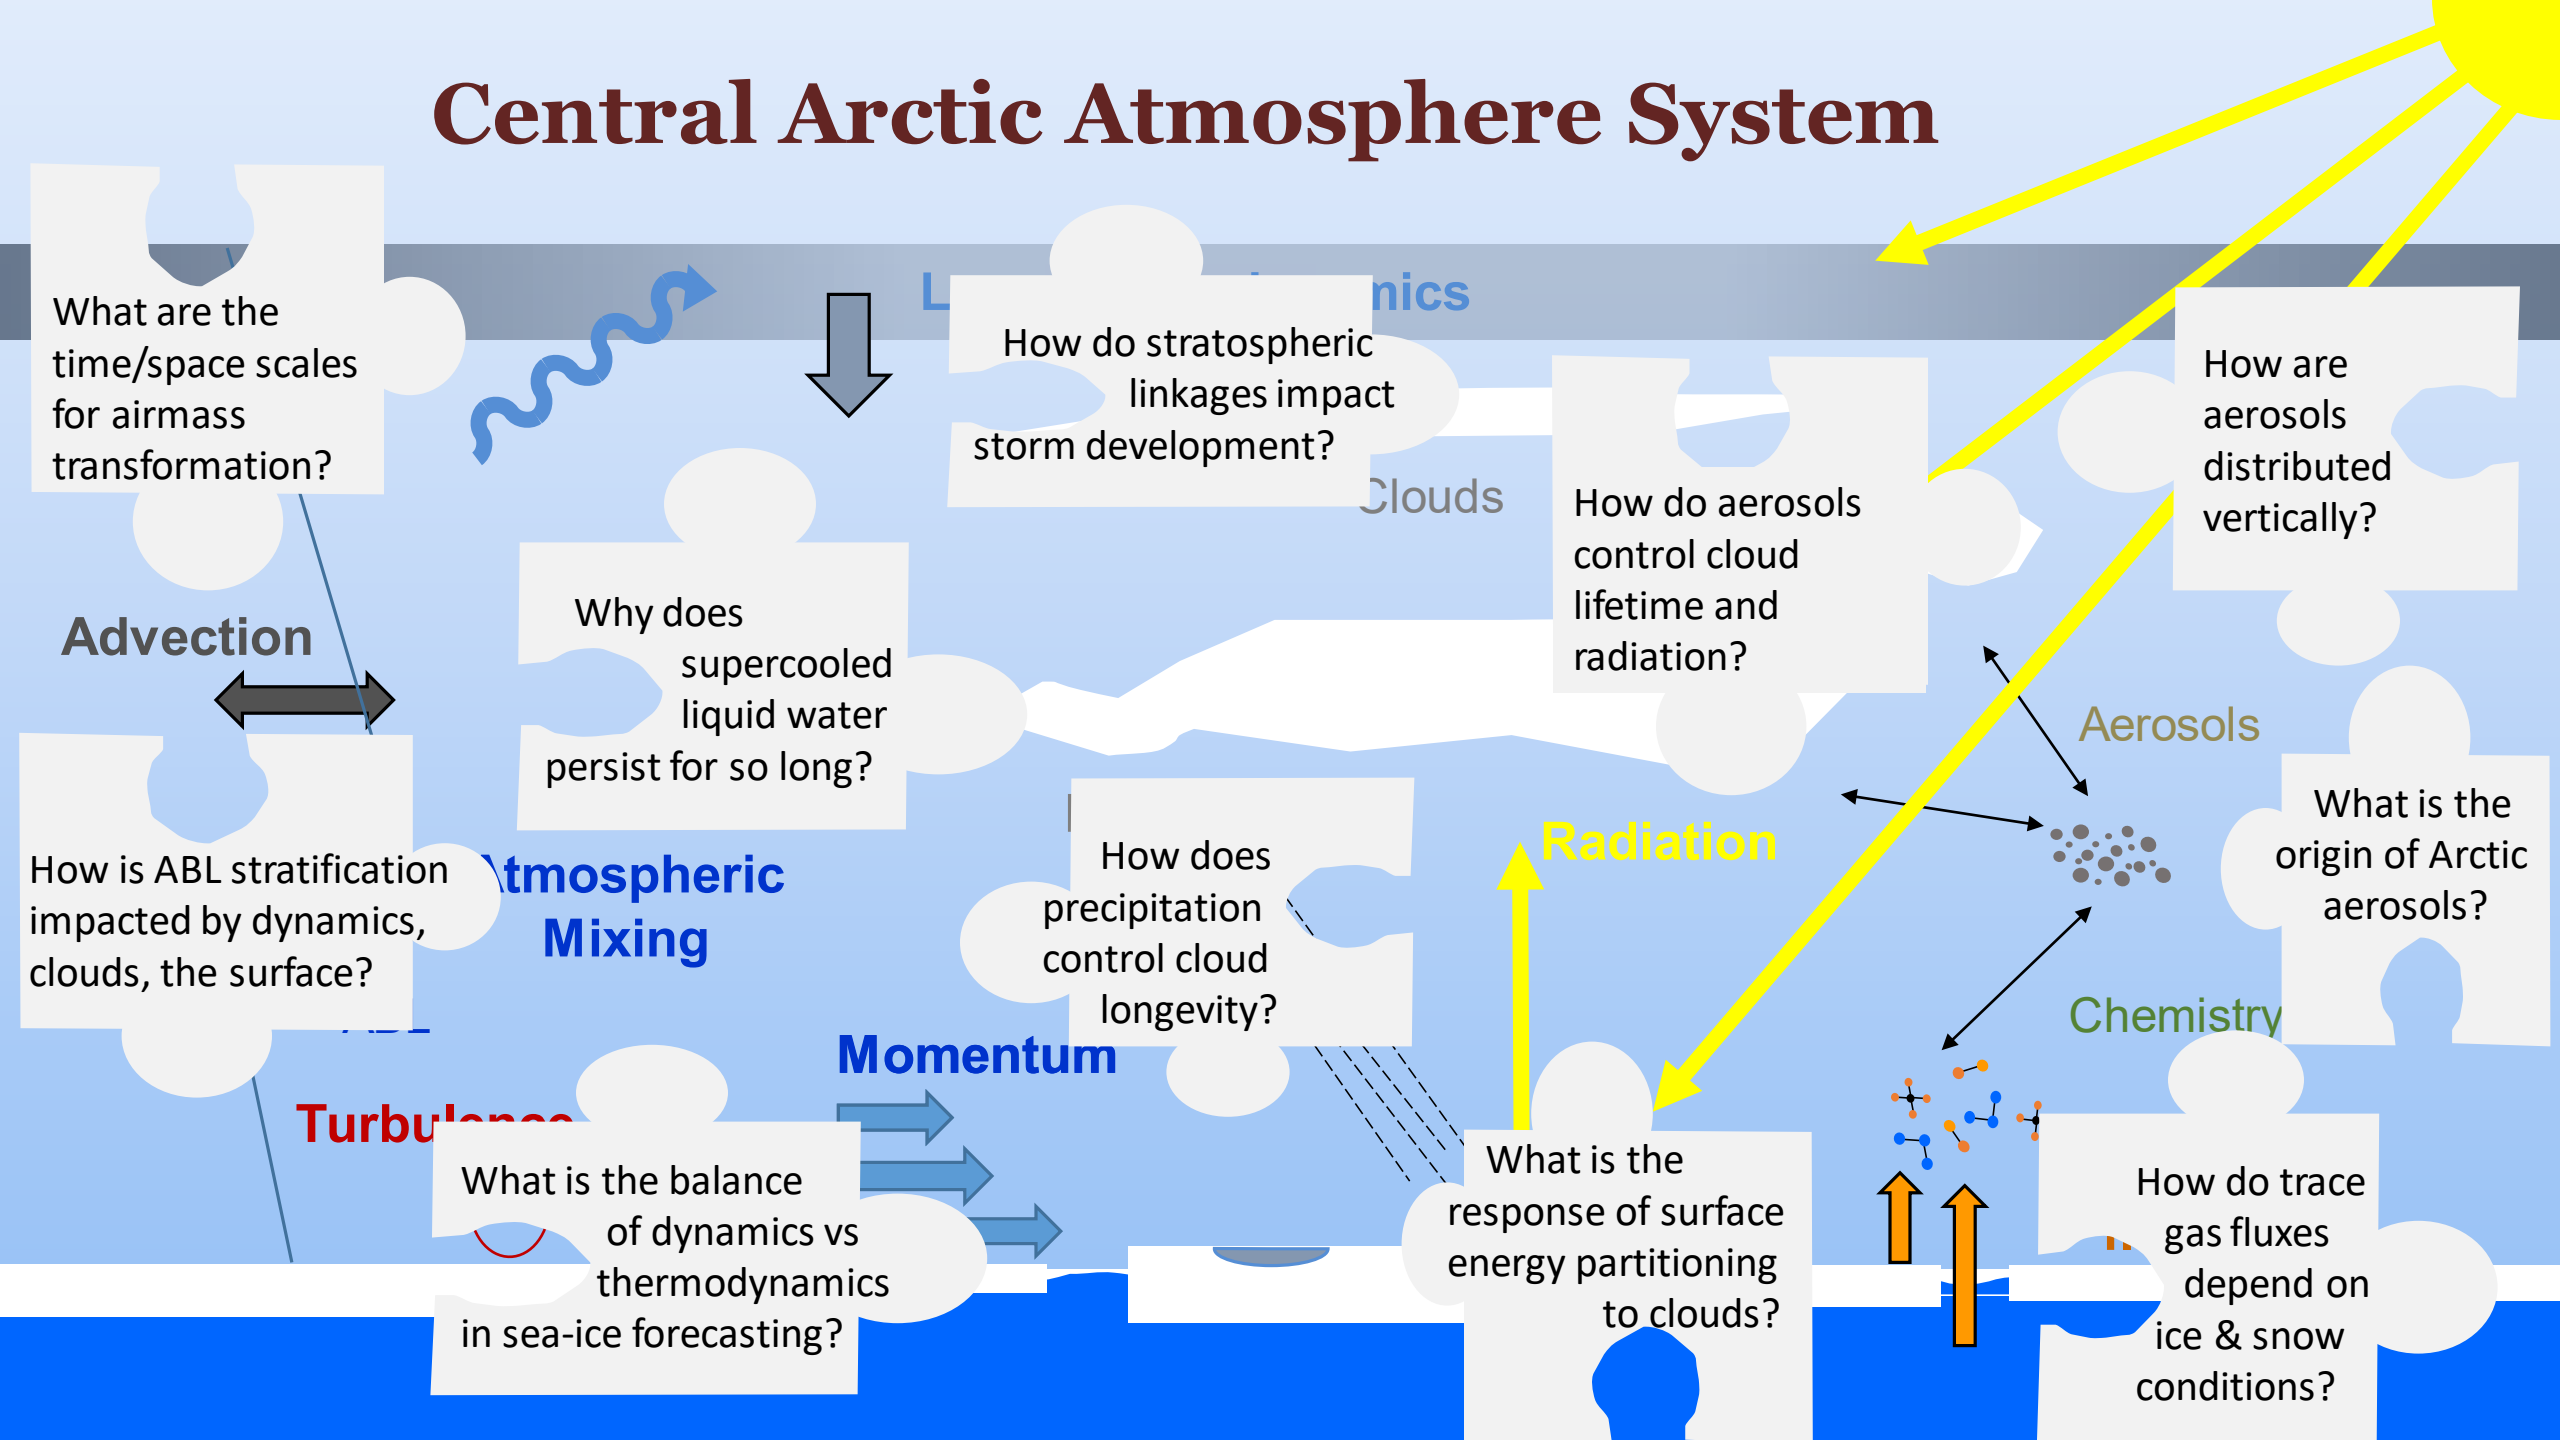 Central Arctic Atmosphere System
What are the
time/space scales
for airmass
transformation?
How do stratospheric
linkages impact
storm development?
Clouds
How do aerosols
control cloud
lifetime and
radiation?
How are
aerosols
distributed
vertically?
Advection
Why does
supercooled
liquid water
persist for so long?
Aerosols
What is the
origin of Arctic
aerosols?
Radiation
How is ABL stratification
impacted by dynamics,
clouds, the surface?
Atmospheric
Mixing
How does
precipitation
control cloud
longevity?
Chemistry
ABL
Momentum
Turbulence
What is the balance
of dynamics vs
thermodynamics
in sea-ice forecasting?
What is the
response of surface
energy partitioning
to clouds?
How do trace
gas fluxes
depend on
ice & snow
conditions?